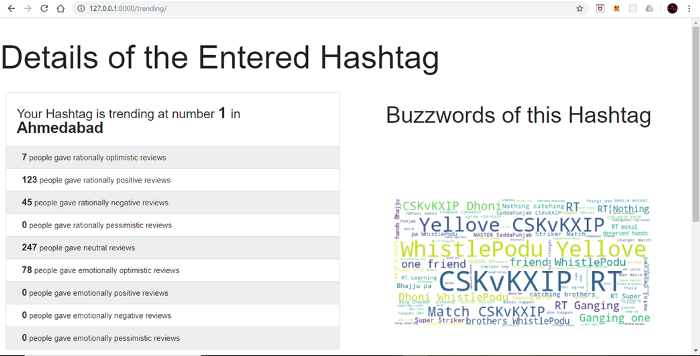 127.0.0.1:8000/trending/
Details of the Entered Hashtag
Your Hashtag is trending at number 1 in
Ahmedabad
7 people gave rationally optimistic reviews
123 people gave rationally positive reviews
45 people gave rationally negative reviews
0 people gave rationally pessimistic reviews
247 people gave neutral reviews
78 people gave emotionally optimistic reviews
0 people gave emotionally positive reviews
0 people gave emotionally negative reviews
0 people gave emotionally pessimistic reviews
Buzzwords of this Hashtag
CSKvKXIP Dhoni
Nothing catching
RT
RT Nothing
Yellove CSKvKXIP
RT metal
deserved hands
MASTER SaddaPunjab
Striker Match
WhistlePodu Yellove
one friend
friend WhistlePodu
RT Learning
Bhajju pa
CSKvKXIP RT
catching brothers
RT Super
Dhoni WhistlePodu
RT Ganging
Match CSKvKXIP
Ganging one
Super Striker
brothers WhistlePodu